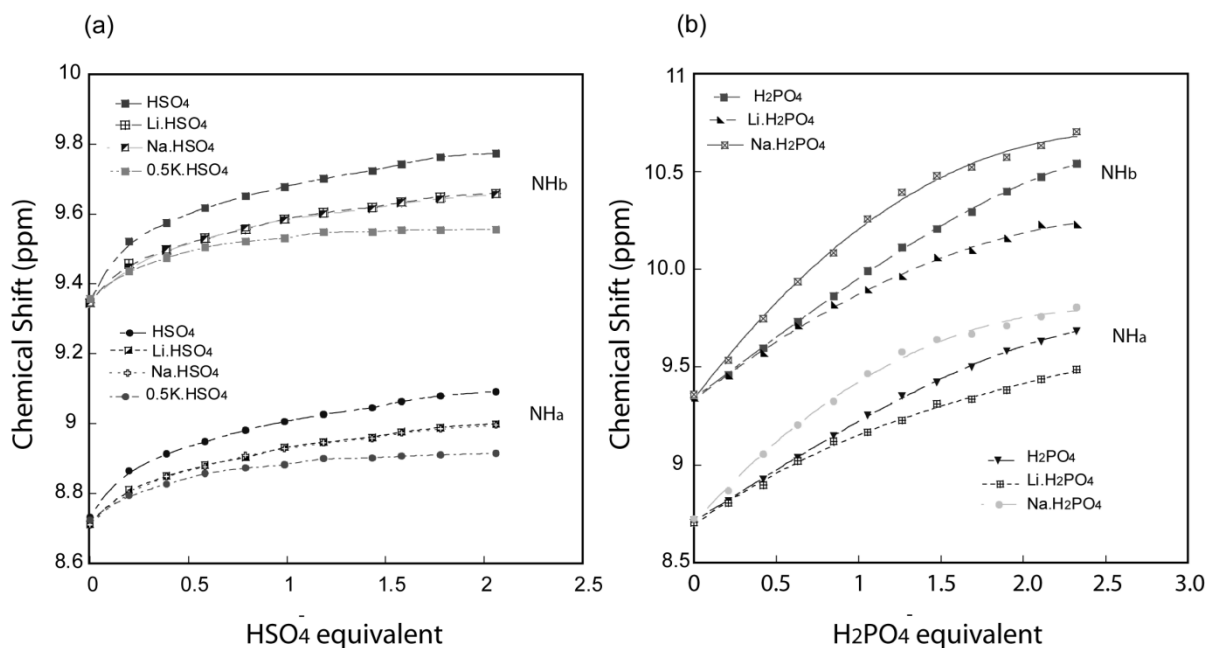 (a)
10
9.8
9.6
9.4
9.2
9
8.8
8.6
Chemical Shift (ppm)
HSO4
Li.HSO4
Na.HSO4
0.5K.HSO4
NHb
HSO4
Li.HSO4
Na.HSO4
0.5K.HSO4
NHa
0 0.5 1 1.5 2 2.5
HSO4⁻ equivalent
(b)
11
10.5
10.0
9.5
9
8.5
Chemical Shift (ppm)
H2PO4
Li.H2PO4
Na.H2PO4
NHb
NHa
H2PO4
Li.H2PO4
Na.H2PO4
0 0.5 1 1.5 2.0 2.5 3.0
H2PO4⁻ equivalent